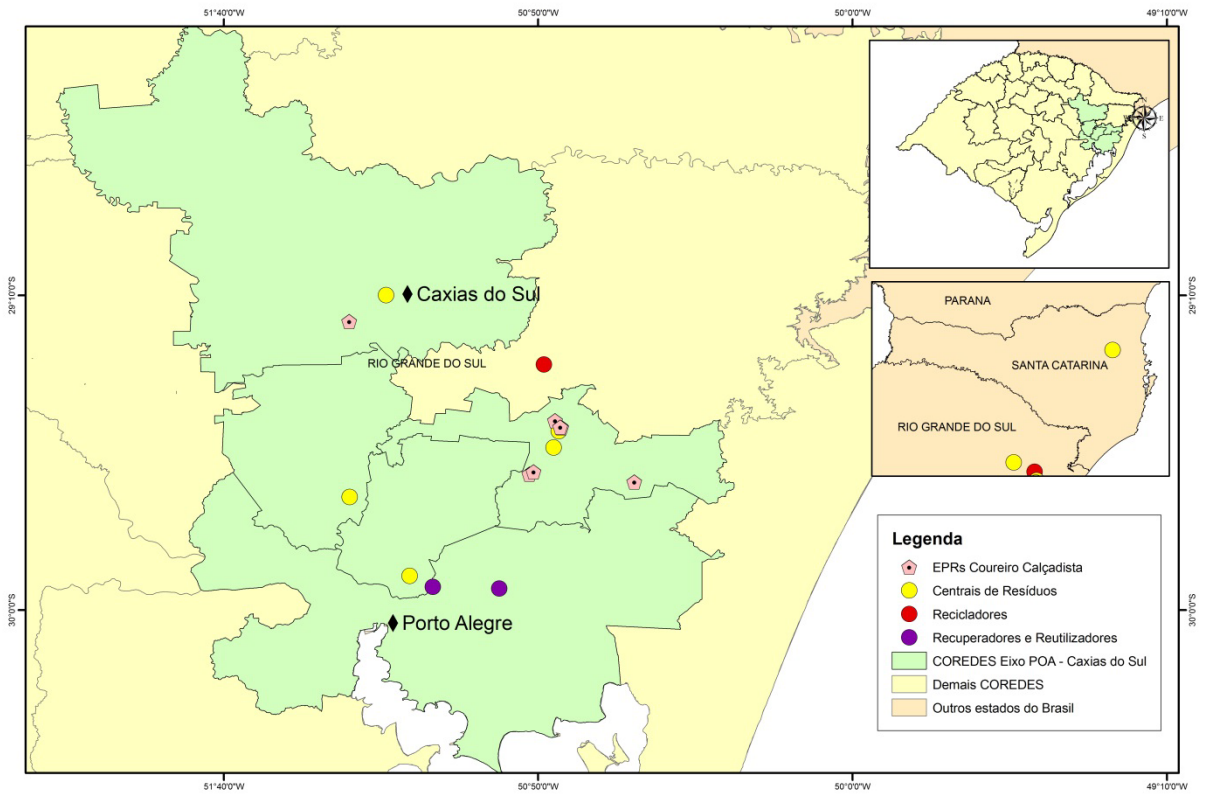 51°40'0"W 50°50'0"W 50°0'0"W 49°10'0"W
29°10'0"S
29°10'0"S
Caxias do Sul
RIO GRANDE DO SUL
30°0'0"S
30°0'0"S
Porto Alegre
E
S
PARANA
SANTA CATARINA
RIO GRANDE DO SUL
Legenda
EPRs Coureiro Calçadista
Centrais de Resíduos
Recicladores
Recuperadores e Reutilizadores
COREDES Eixo POA - Caxias do Sul
Demais COREDES
Outros estados do Brasil
51°40'0"W 50°50'0"W 50°0'0"W 49°10'0"W